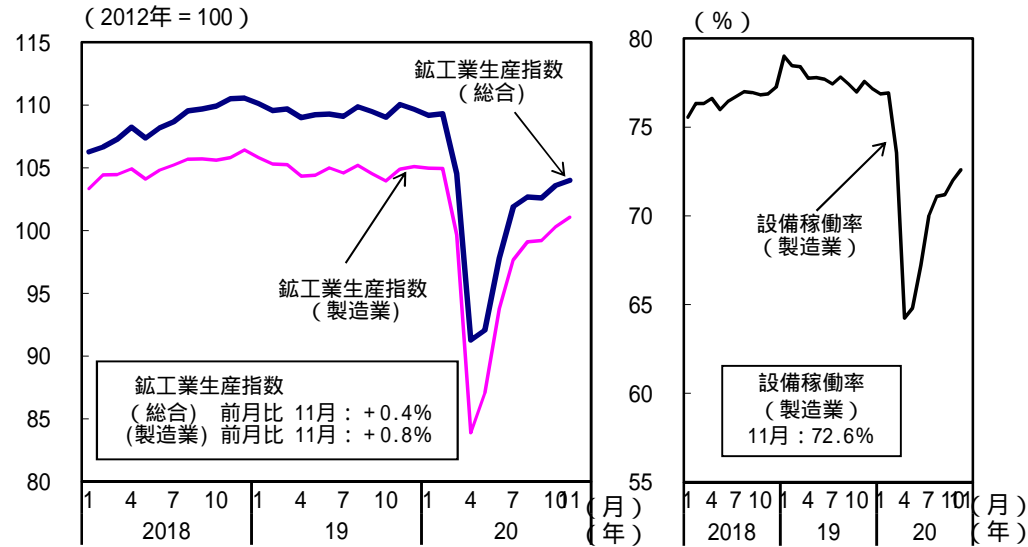 (2012年=100)
115
110
105
100
95
90
85
80
鉱工業生産指数
(総合)
鉱工業生産指数
(製造業)
鉱工業生産指数
(総合) 前月比 11月:+0.4%
(製造業) 前月比 11月:+0.8%
1 4 7 10 1 4 7 10 1 4 7 10 11 (月)
2018 19 20 (年)
(%)
80
75
70
65
60
55
設備稼働率
(製造業)
設備稼働率
(製造業)
11月:72.6%
1 4 7 10 1 4 7 10 1 4 7 10 11 (月)
2018 19 20 (年)